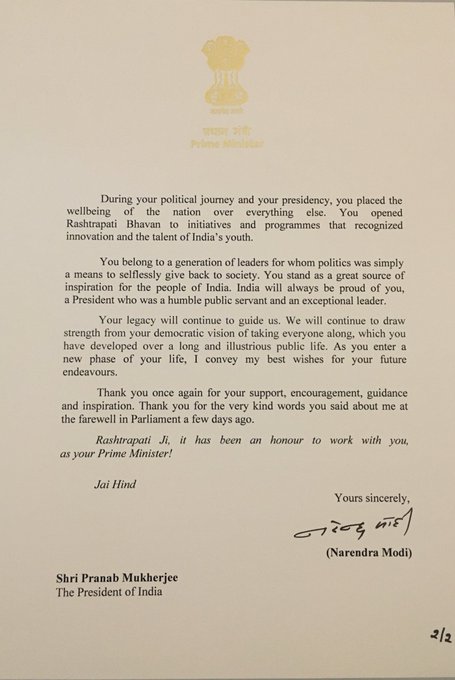 प्रधान मंत्री
Prime Minister
During your political journey and your presidency, you placed the
wellbeing of the nation over everything else. You opened
Rashtrapati Bhavan to initiatives and programmes that recognized
innovation and the talent of India's youth.
You belong to a generation of leaders for whom politics was simply
a means to selflessly give back to society. You stand as a great source of
inspiration for the people of India. India will always be proud of you,
a President who was a humble public servant and an exceptional leader.
Your legacy will continue to guide us. We will continue to draw
strength from your democratic vision of taking everyone along, which you
have developed over a long and illustrious public life. As you enter a
new phase of your life, I convey my best wishes for your future
endeavours.
Thank you once again for your support, encouragement, guidance
and inspiration. Thank you for the very kind words you said about me at
the farewell in Parliament a few days ago.
Rashtrapati Ji, it has been an honour to work with you,
as your Prime Minister!
Jai Hind
Yours sincerely,
नरेन्द्र मोदी
(Narendra Modi)
Shri Pranab Mukherjee
The President of India
2/2